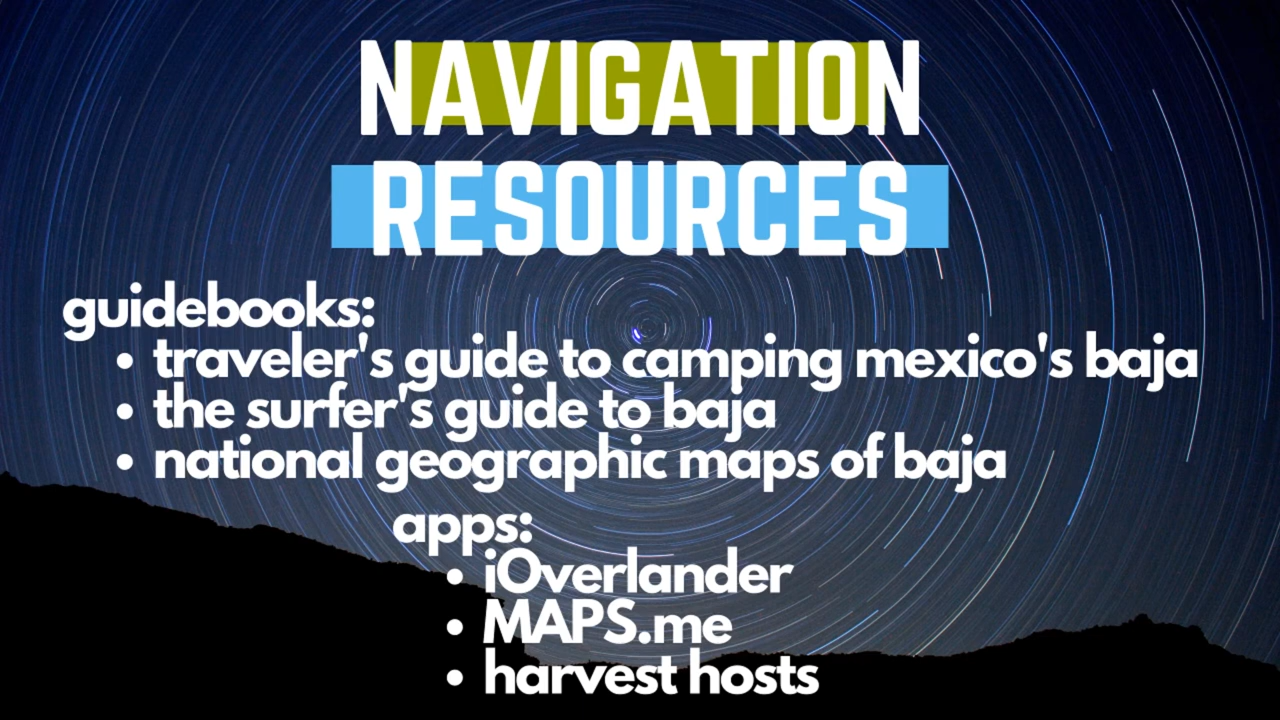 NAVIGATION
RESOURCES
guidebooks:
• traveler's guide to camping mexico's baja
• the surfer's guide to baja
• national geographic maps of baja
apps:
• iOverlander
• MAPS.me
• harvest hosts